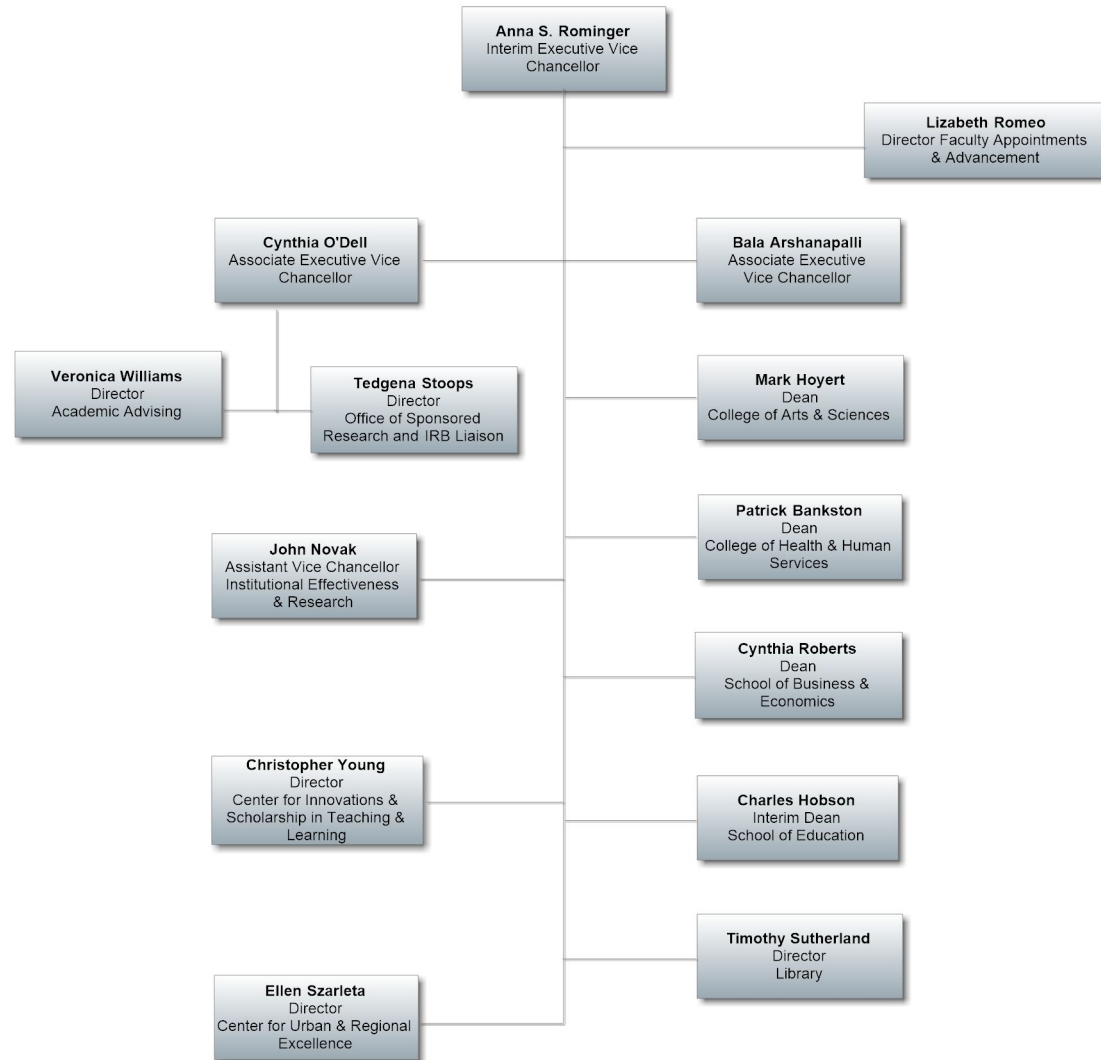 Anna S. Rominger
Interim Executive Vice
Chancellor
Lizabeth Romeo
Director Faculty Appointments
& Advancement
Cynthia O'Dell
Associate Executive Vice
Chancellor
Bala Arshanapalli
Associate Executive
Vice Chancellor
Veronica Williams
Director
Academic Advising
Tedgena Stoops
Director
Office of Sponsored
Research and IRB Liaison
Mark Hoyert
Dean
College of Arts & Sciences
Patrick Bankston
Dean
College of Health & Human
Services
John Novak
Assistant Vice Chancellor
Institutional Effectiveness
& Research
Cynthia Roberts
Dean
School of Business &
Economics
Christopher Young
Director
Center for Innovations &
Scholarship in Teaching &
Learning
Charles Hobson
Interim Dean
School of Education
Timothy Sutherland
Director
Library
Ellen Szarleta
Director
Center for Urban & Regional
Excellence